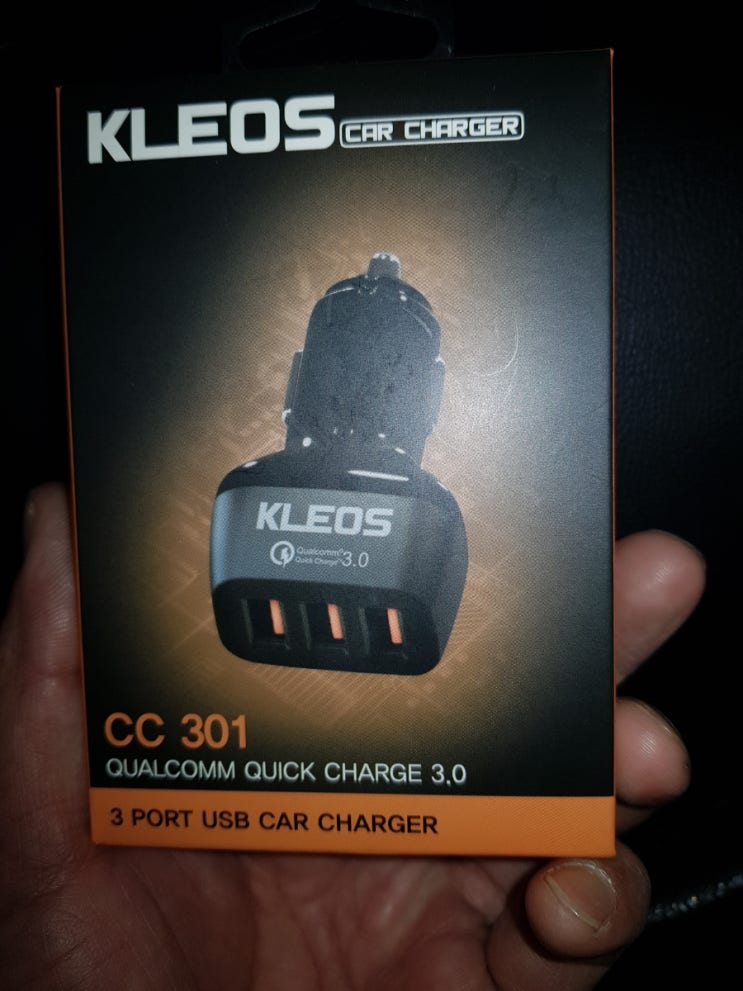 KLEOS CAR CHARGER
KLEOS
Qualcomm®
Quick Charge™ 3.0
CC 301
QUALCOMM QUICK CHARGE 3.0
3 PORT USB CAR CHARGER